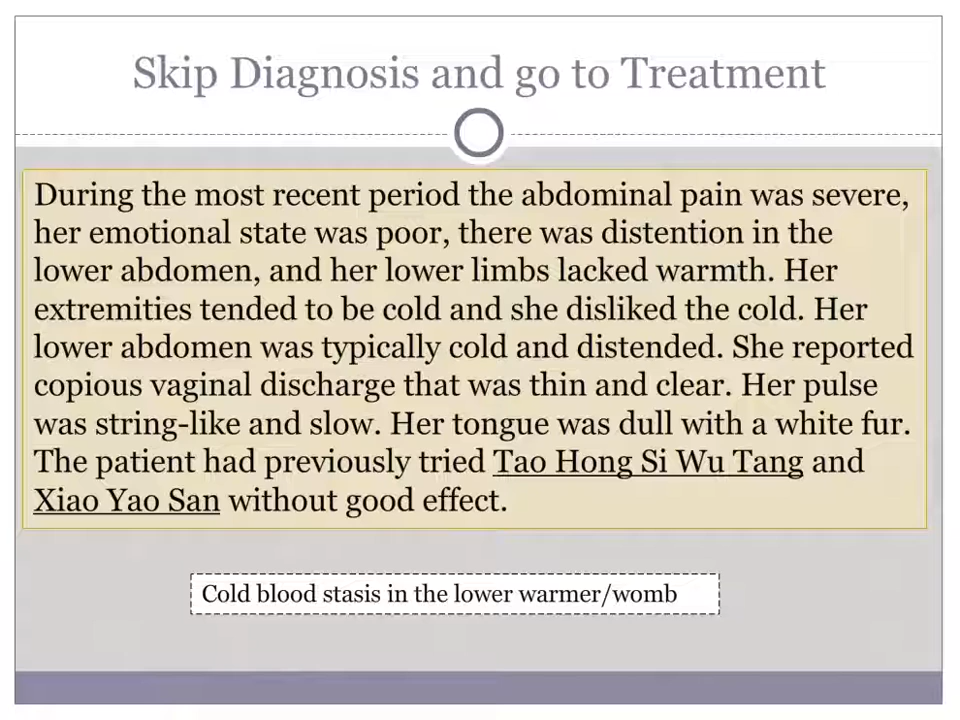 Skip Diagnosis and go to Treatment
During the most recent period the abdominal pain was severe,
her emotional state was poor, there was distention in the
lower abdomen, and her lower limbs lacked warmth. Her
extremities tended to be cold and she disliked the cold. Her
lower abdomen was typically cold and distended. She reported
copious vaginal discharge that was thin and clear. Her pulse
was string-like and slow. Her tongue was dull with a white fur.
The patient had previously tried Tao Hong Si Wu Tang and
Xiao Yao San without good effect.
Cold blood stasis in the lower warmer/womb